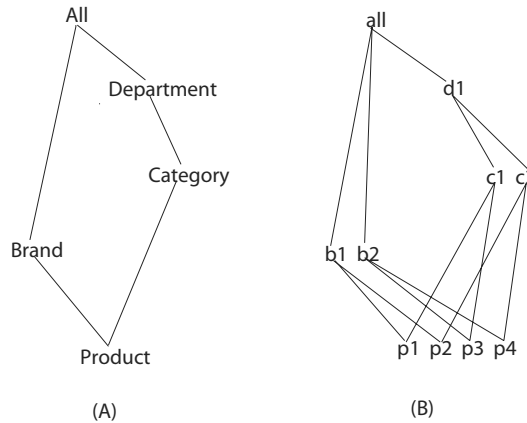 All
all
Department
d1
Category
c1
c
Brand
b1
b2
Product
p1
p2
p3
p4
(A)
(B)